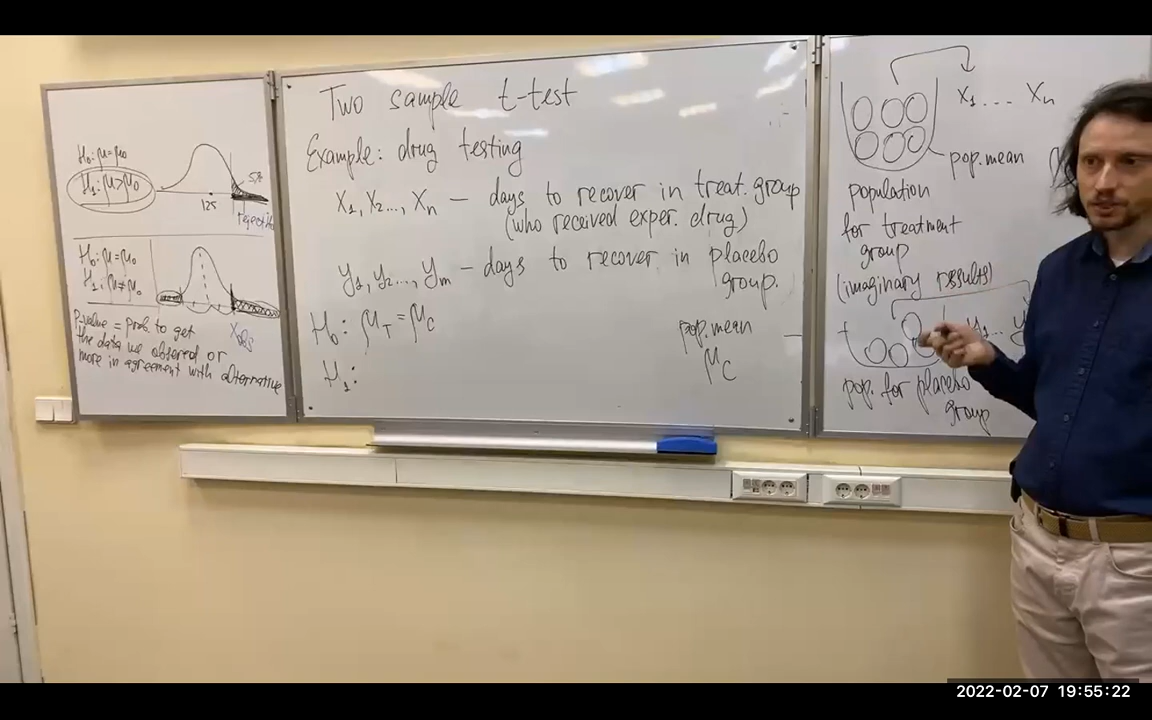 H₀: μ=μ₀
H₁: μ>μ₀
5%
125
H₀: μ=μ₀
H₁: μ≠μ₀
p-value = prob. to get
the data we observed or
more in agreement with alternative
Xobs
Two sample t-test
Example: drug testing
X₁, X₂..., Xₙ — days to recover in treat. group
(who received exper. drug)
y₁, y₂..., yₘ — days to recover in placebo
group.
H₀: μT = μC
H₁:
pop. mean
μC
X₁ .... Xₙ
pop. mean
population
for treatment
group
(imaginary results)
pop. for placebo
group
2022-02-07 19:55:22